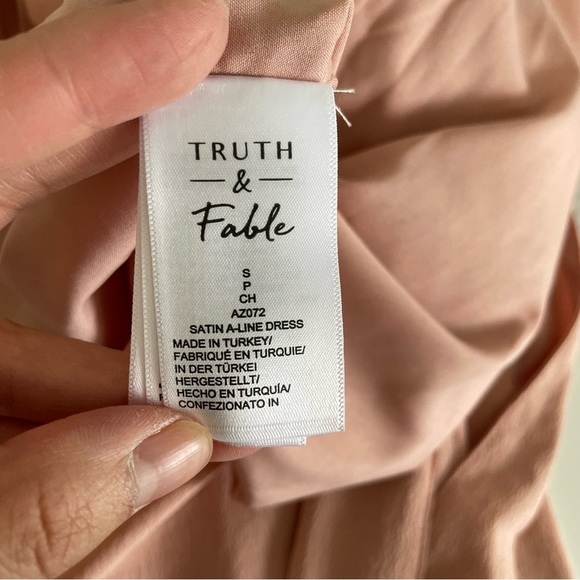 TRUTH
&
Fable
S
P
CH
AZ072
SATIN A-LINE DRESS
MADE IN TURKEY/
FABRIQUÉ EN TURQUIE/
IN DER TÜRKEI
HERGESTELLT/
HECHO EN TURQUÍA/
CONFEZIONATO IN